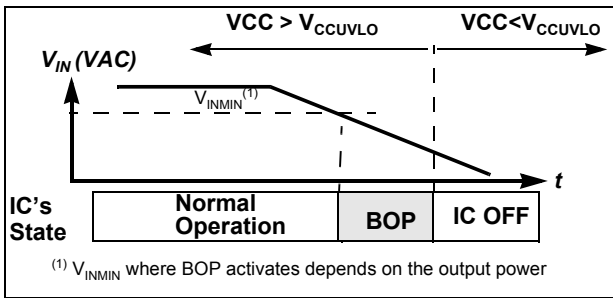 VCC > VCCUVLO
VCC<VCCUVLO
VIN (VAC)
VINMIN(1)
t
IC's State
Normal Operation
BOP
IC OFF
(1) VINMIN where BOP activates depends on the output power